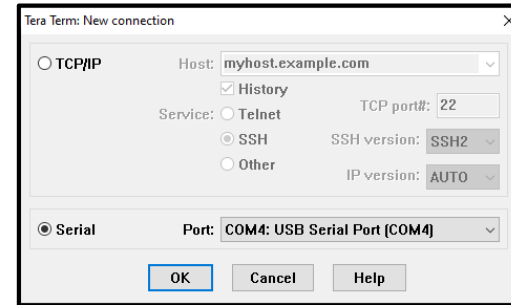 Tera Term: New connection
TCP/IP
Host: myhost.example.com
History
Service: Telnet
TCP port#: 22
SSH
SSH version: SSH2
Other
IP version: AUTO
Serial
Port: COM4: USB Serial Port (COM4)
OK Cancel Help